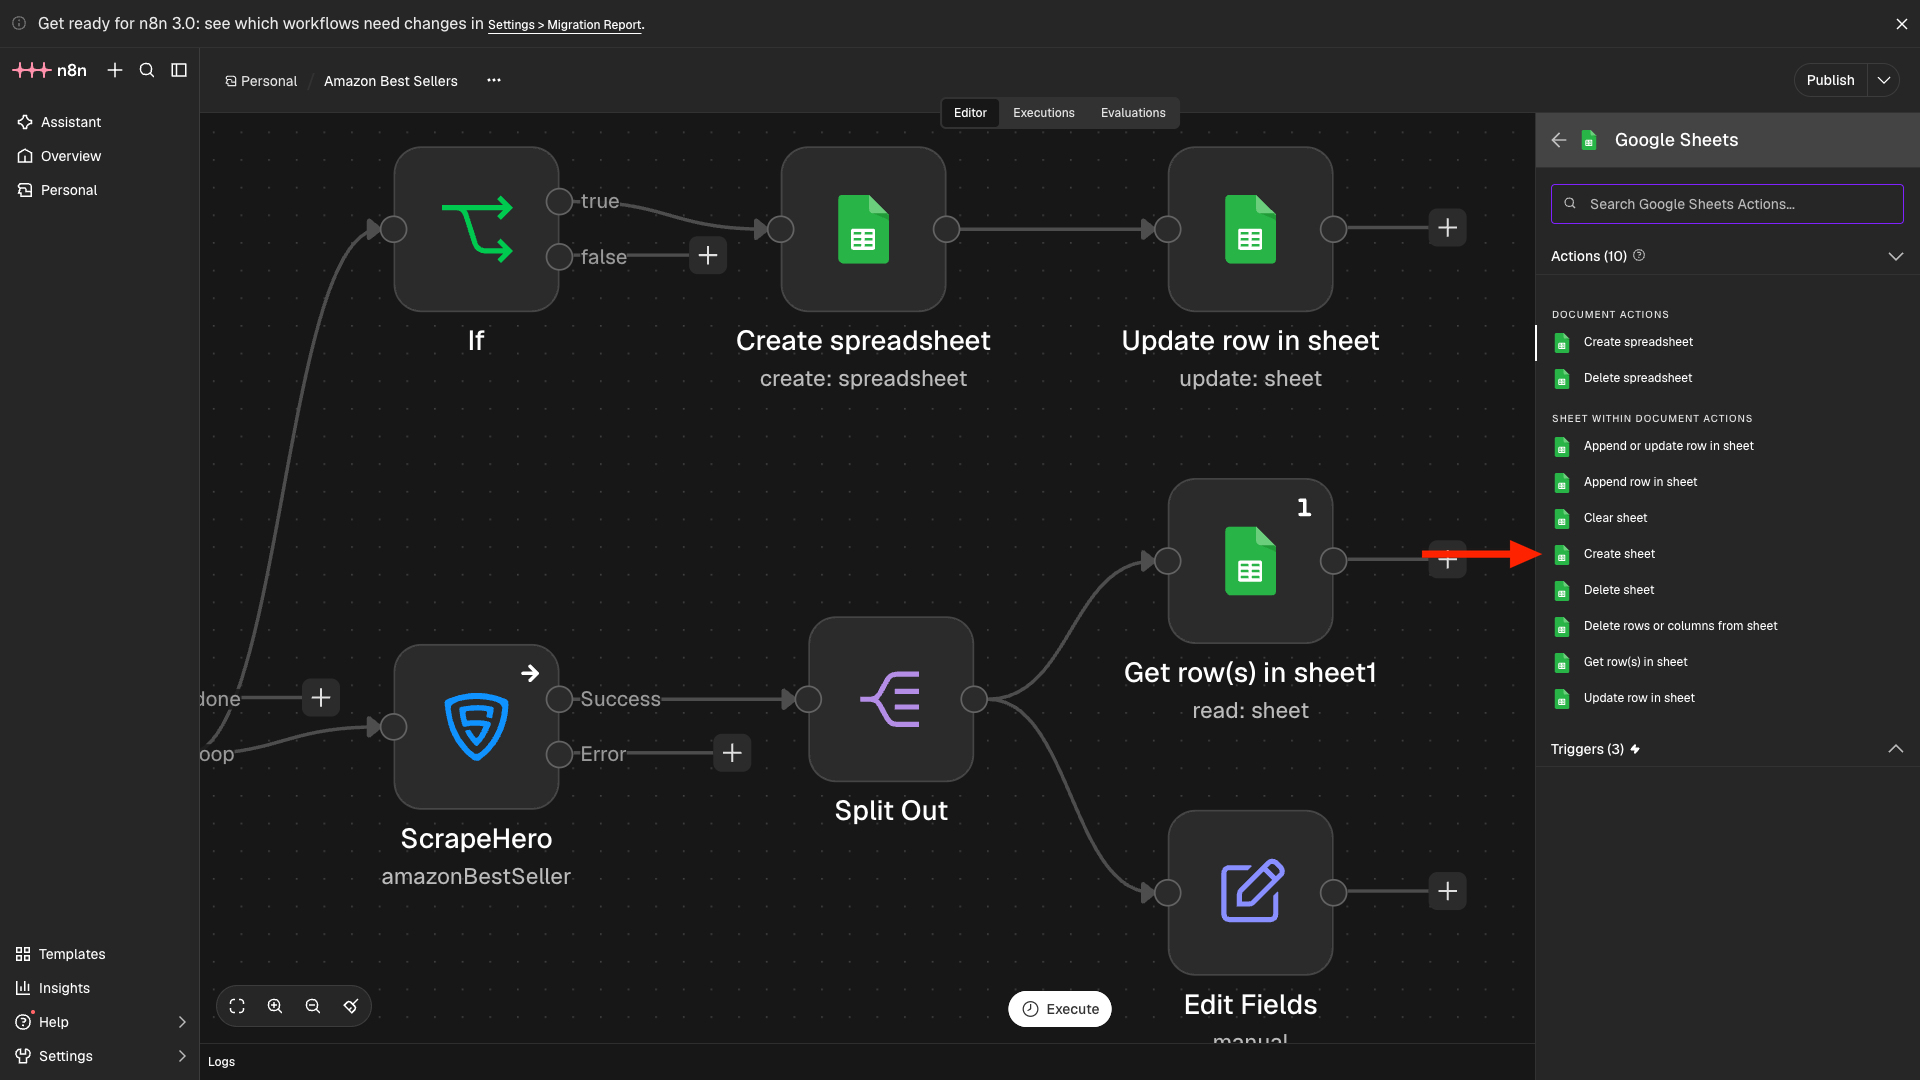 Get ready for n8n 3.0: see which workflows need changes in Settings > Migration Report.
n8n
Assistant
Overview
Personal
Personal / Amazon Best Sellers
Publish
Editor
Executions
Evaluations
true
false
If
Create spreadsheet
create: spreadsheet
Update row in sheet
update: sheet
1
Get row(s) in sheet1
read: sheet
done
loop
Success
Error
ScrapeHero
amazonBestSeller
Split Out
Edit Fields
manual
Execute
Logs
Templates
Insights
Help
Settings
Google Sheets
Search Google Sheets Actions...
Actions (10)
DOCUMENT ACTIONS
Create spreadsheet
Delete spreadsheet
SHEET WITHIN DOCUMENT ACTIONS
Append or update row in sheet
Append row in sheet
Clear sheet
Create sheet
Delete sheet
Delete rows or columns from sheet
Get row(s) in sheet
Update row in sheet
Triggers (3)